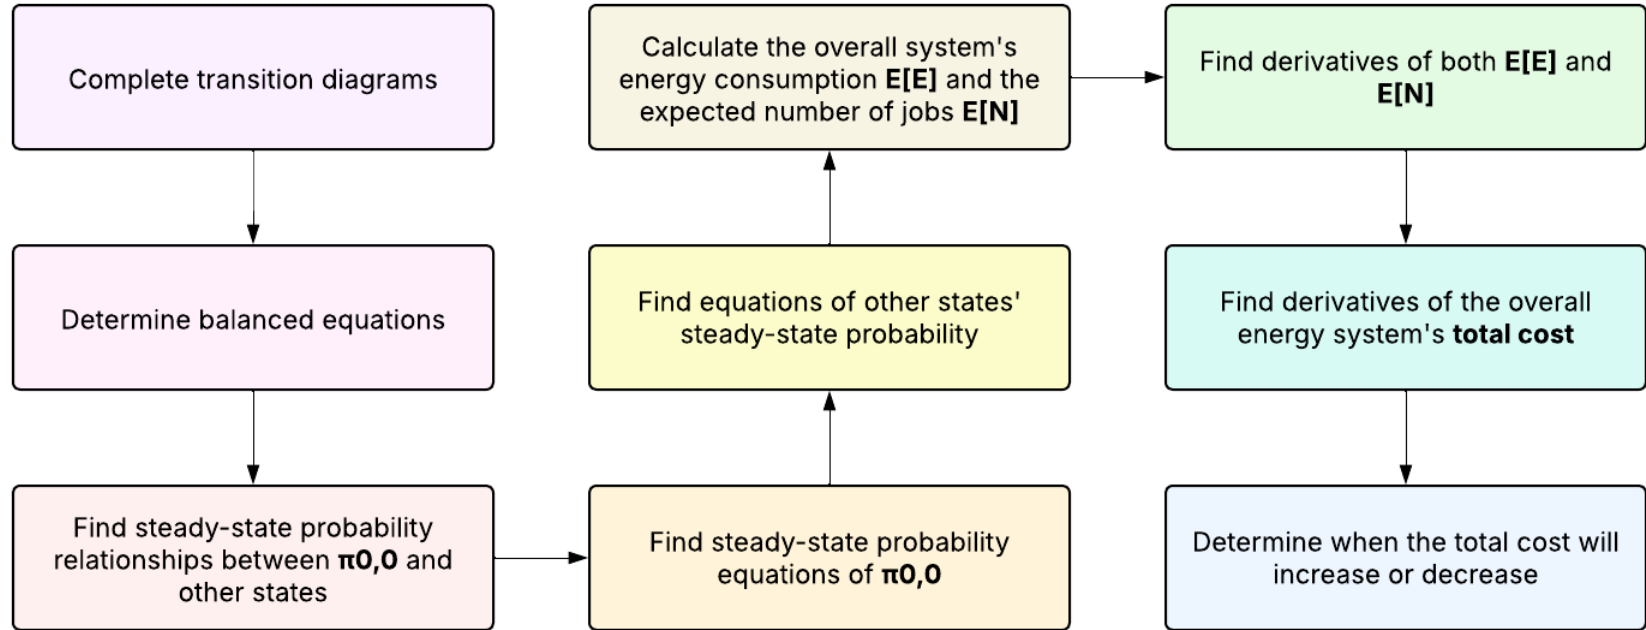 Complete transition diagrams
Determine balanced equations
Find steady-state probability
relationships between π0,0 and
other states
Find steady-state probability
equations of π0,0
Find equations of other states'
steady-state probability
Calculate the overall system's
energy consumption E[E] and the
expected number of jobs E[N]
Find derivatives of both E[E] and
E[N]
Find derivatives of the overall
energy system's total cost
Determine when the total cost will
increase or decrease